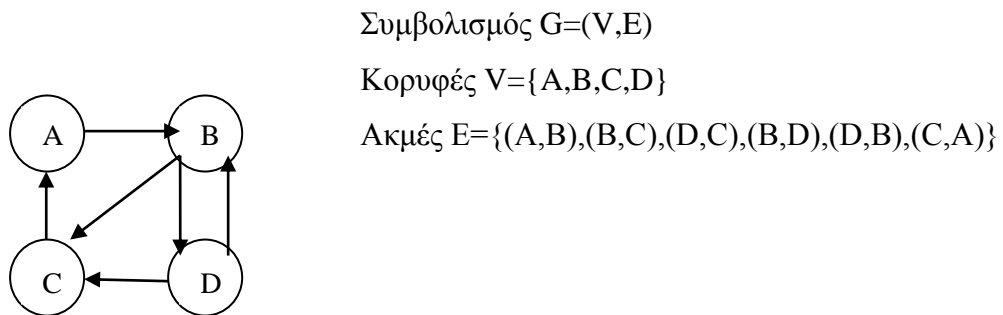 Συμβολισμός G=(V,E)
Κορυφές V={A,B,C,D}
Ακμές E={(A,B),(B,C),(D,C),(B,D),(D,B),(C,A)}
A B
C D